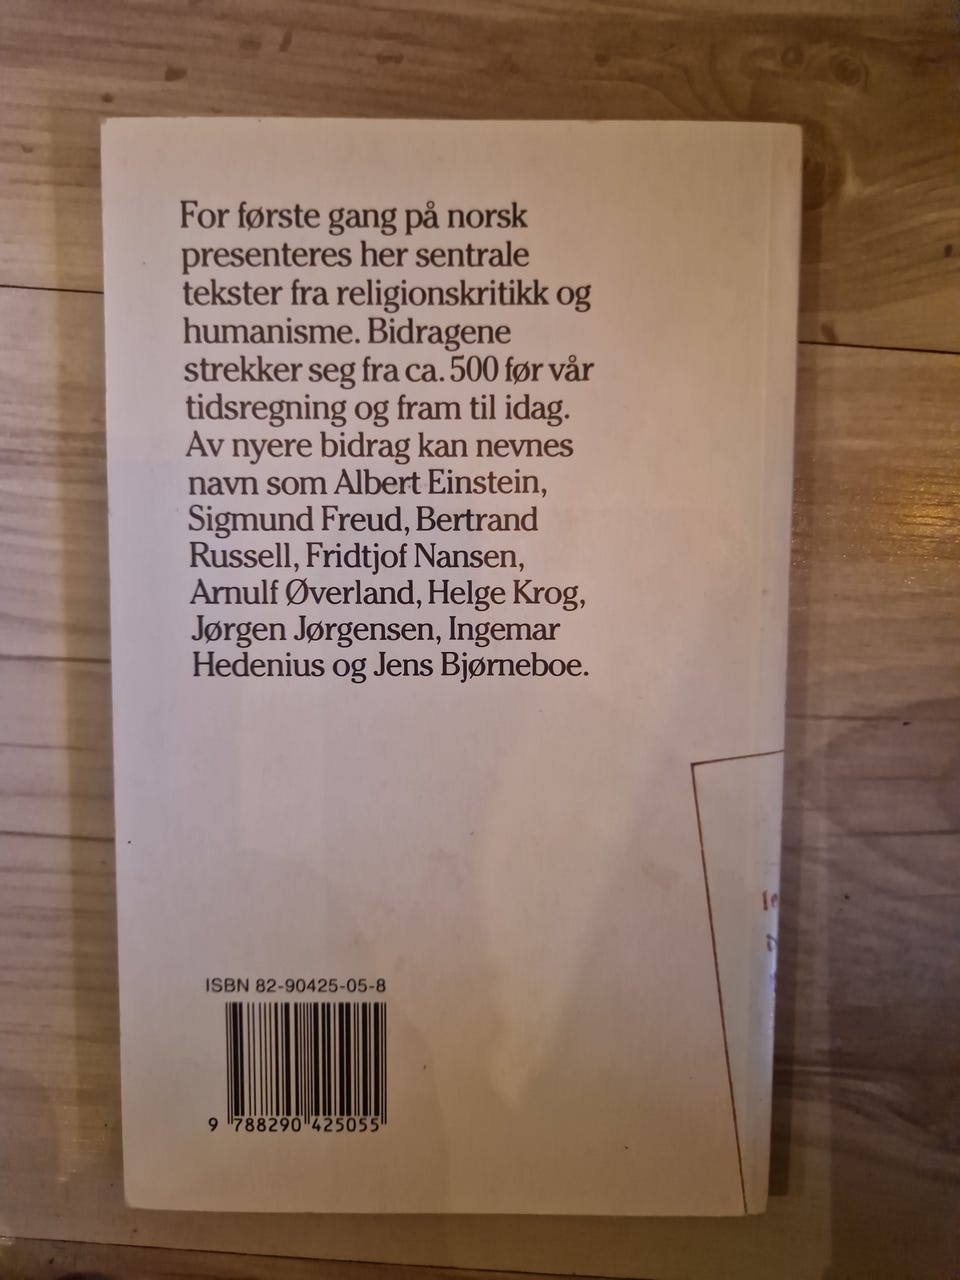 For første gang på norsk
presenteres her sentrale
tekster fra religionskritikk og
humanisme. Bidragene
strekker seg fra ca. 500 før vår
tidsregning og fram til idag.
Av nyere bidrag kan nevnes
navn som Albert Einstein,
Sigmund Freud, Bertrand
Russell, Fridtjof Nansen,
Arnulf Øverland, Helge Krog,
Jørgen Jørgensen, Ingemar
Hedenius og Jens Bjørneboe.
ISBN 82-90425-05-8
9 788290 425055